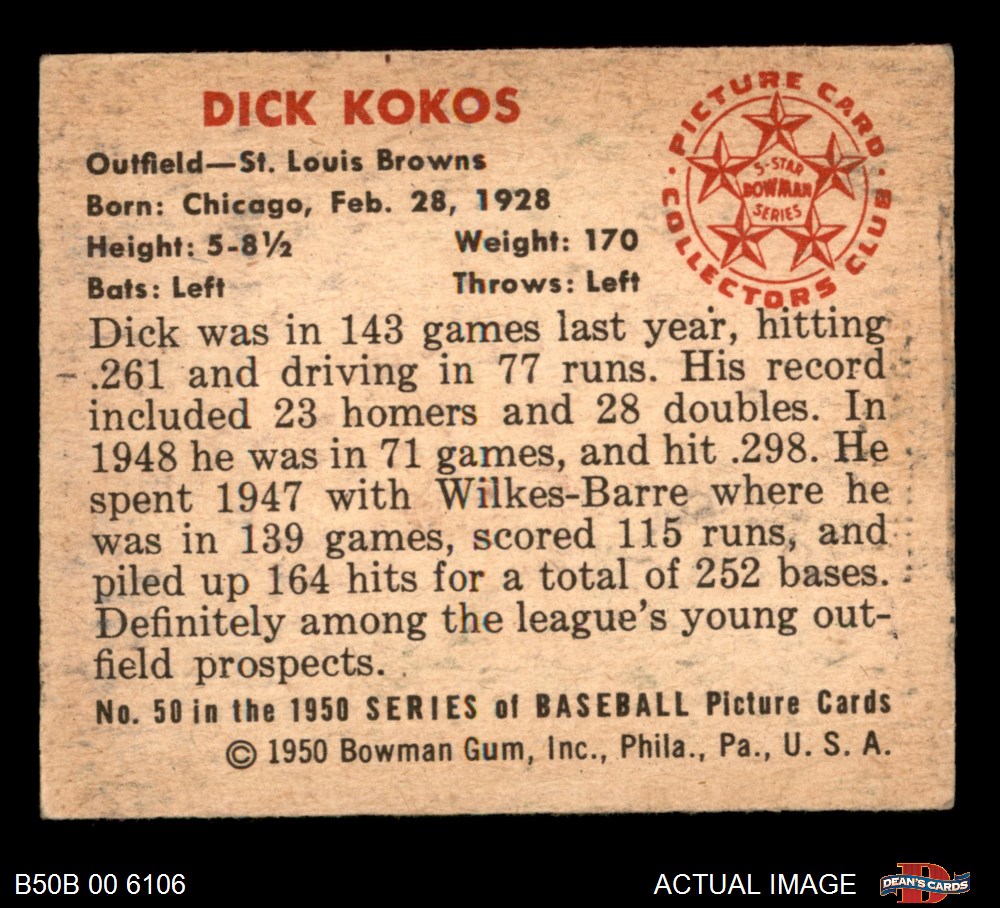 DICK KOKOS
Outfield—St. Louis Browns
Born: Chicago, Feb. 28, 1928
Height: 5-8½ Weight: 170
Bats: Left Throws: Left
PICTURE CARD
COLLECTORS CLUB
5-STAR
BOWMAN
SERIES
Dick was in 143 games last year, hitting
.261 and driving in 77 runs. His record
included 23 homers and 28 doubles. In
1948 he was in 71 games, and hit .298. He
spent 1947 with Wilkes-Barre where he
was in 139 games, scored 115 runs, and
piled up 164 hits for a total of 252 bases.
Definitely among the league's young out-
field prospects.
No. 50 in the 1950 SERIES of BASEBALL Picture Cards
© 1950 Bowman Gum, Inc., Phila., Pa., U. S. A.
B50B 00 6106
ACTUAL IMAGE
D
DEAN'S CARDS